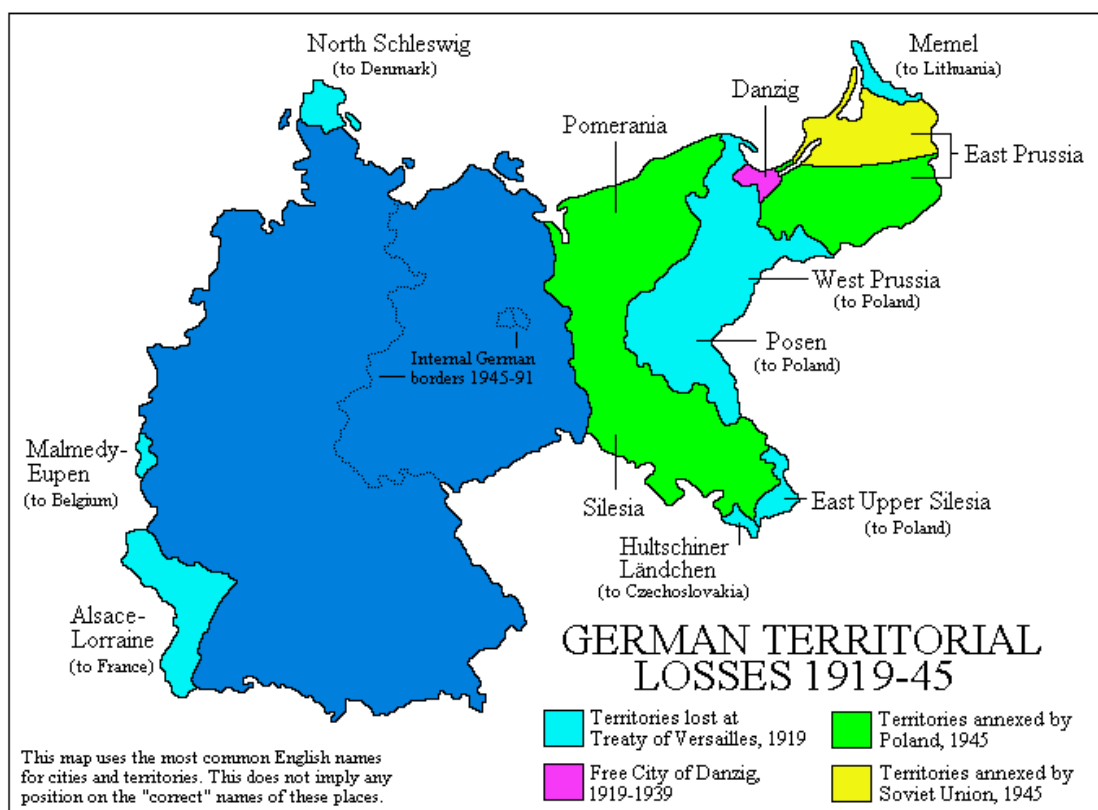 North Schleswig
(to Denmark)
Memel
(to Lithuania)
Danzig
Pomerania
East Prussia
West Prussia
(to Poland)
Posen
(to Poland)
Internal German
borders 1945-91
Malmedy-
Eupen
(to Belgium)
Silesia
East Upper Silesia
(to Poland)
Hultschiner
Ländchen
(to Czechoslovakia)
Alsace-
Lorraine
(to France)
GERMAN TERRITORIAL
LOSSES 1919-45
Territories lost at
Treaty of Versailles, 1919
Territories annexed by
Poland, 1945
Free City of Danzig,
1919-1939
Territories annexed by
Soviet Union, 1945
This map uses the most common English names
for cities and territories. This does not imply any
position on the "correct" names of these places.